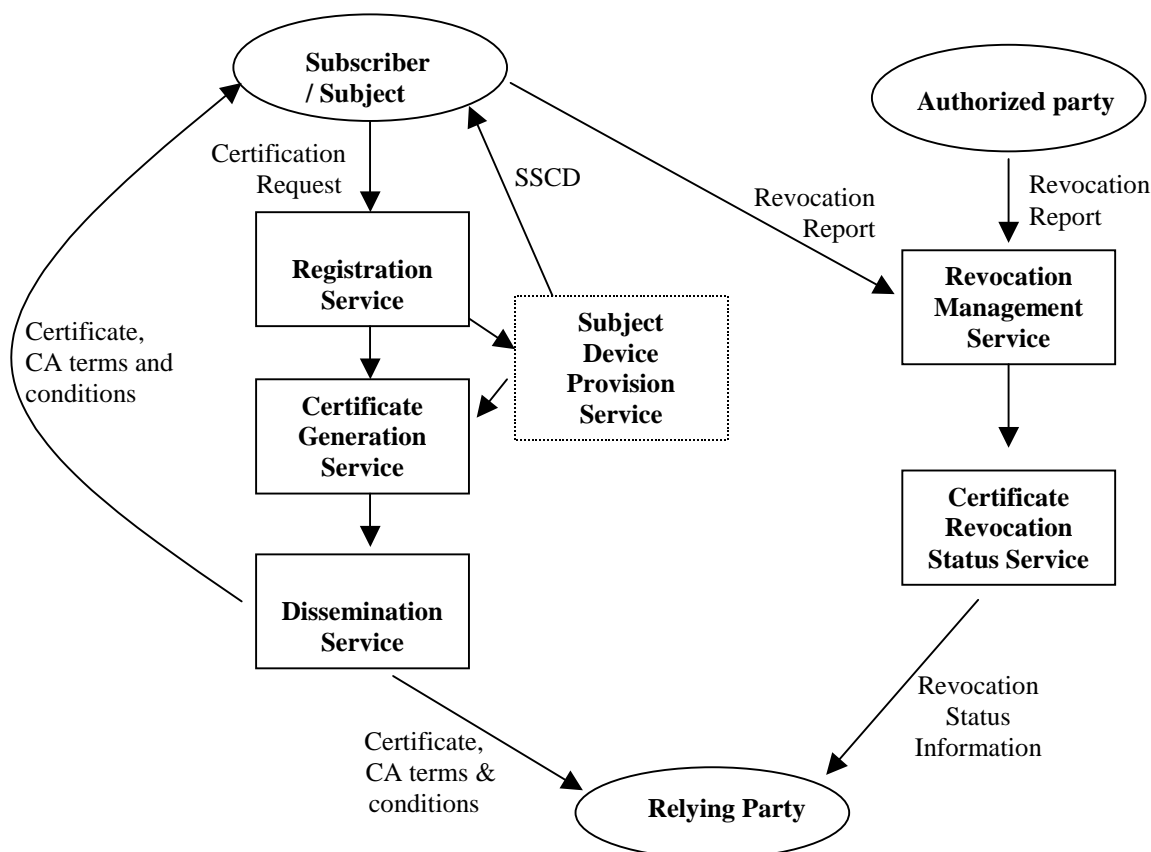 Subscriber
/ Subject
Authorized party
Certification
Request
SSCD
Revocation
Report
Revocation
Report
Registration
Service
Subject
Device
Provision
Service
Revocation
Management
Service
Certificate,
CA terms and
conditions
Certificate
Generation
Service
Certificate
Revocation
Status Service
Dissemination
Service
Revocation
Status
Information
Certificate,
CA terms &
conditions
Relying Party